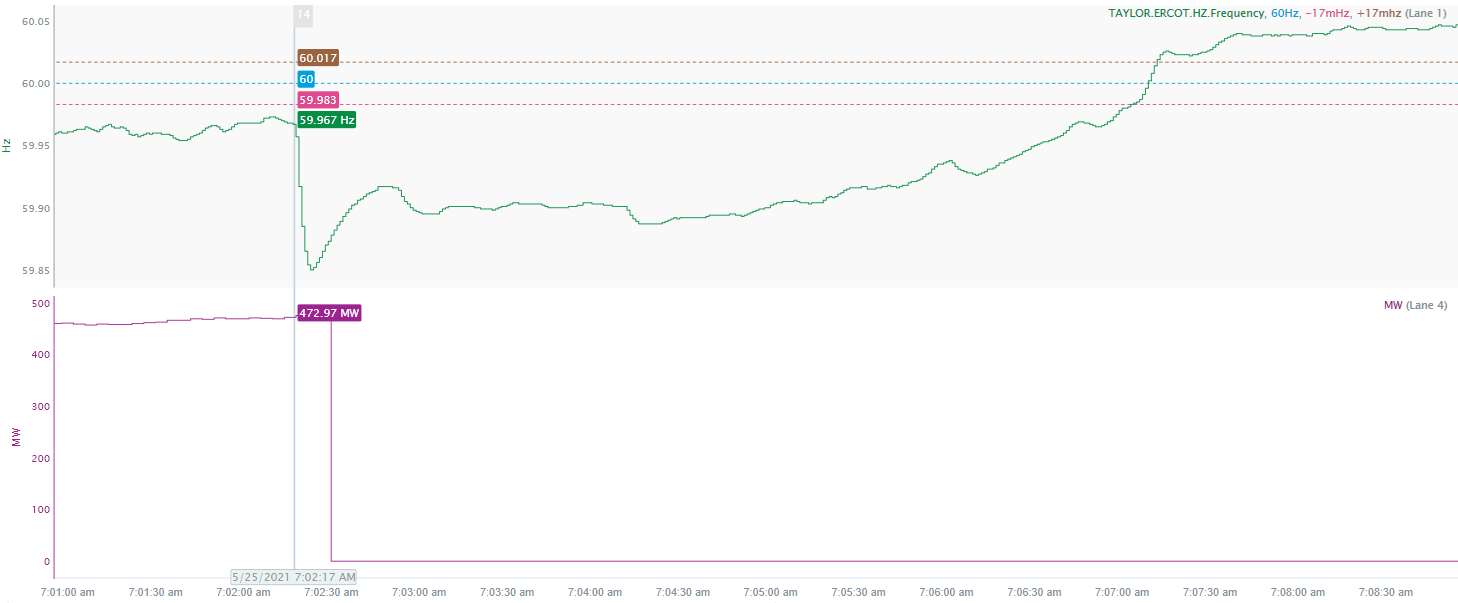 14
TAYLOR.ERCOT.HZ.Frequency, 60Hz, −17mHz, +17mhz (Lane 1)
60.05
60.017
60.00
60
59.983
59.967 Hz
Hz
59.95
59.90
59.85
MW (Lane 4)
500
472.97 MW
400
300
MW
200
100
0
5/25/2021 7:02:17 AM
7:01:00 am 7:01:30 am 7:02:00 am 7:02:30 am 7:03:00 am 7:03:30 am 7:04:00 am 7:04:30 am 7:05:00 am 7:05:30 am 7:06:00 am 7:06:30 am 7:07:00 am 7:07:30 am 7:08:00 am 7:08:30 am